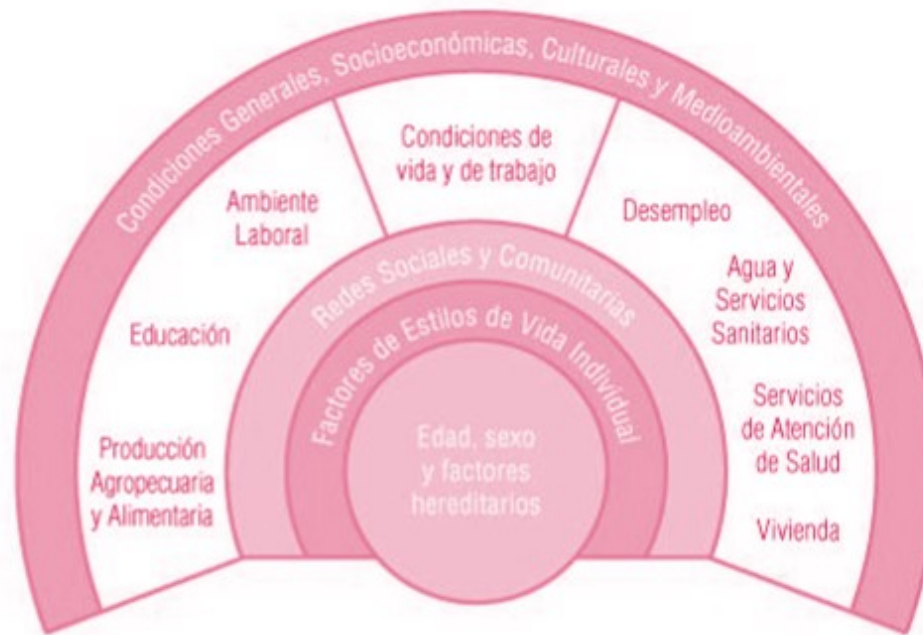 Condiciones Generales, Socioeconómicas, Culturales y Medioambientales
Condiciones de
vida y de trabajo
Ambiente
Laboral
Desempleo
Redes Sociales y Comunitarias
Agua y
Servicios
Sanitarios
Educación
Factores de Estilos de Vida Individual
Servicios
de Atención
de Salud
Producción
Agropecuaria
y Alimentaria
Edad, sexo
y factores
hereditarios
Vivienda